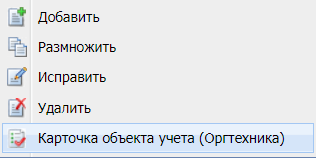 Добавить
Размножить
Исправить
Удалить
Карточка объекта учета (Оргтехника)